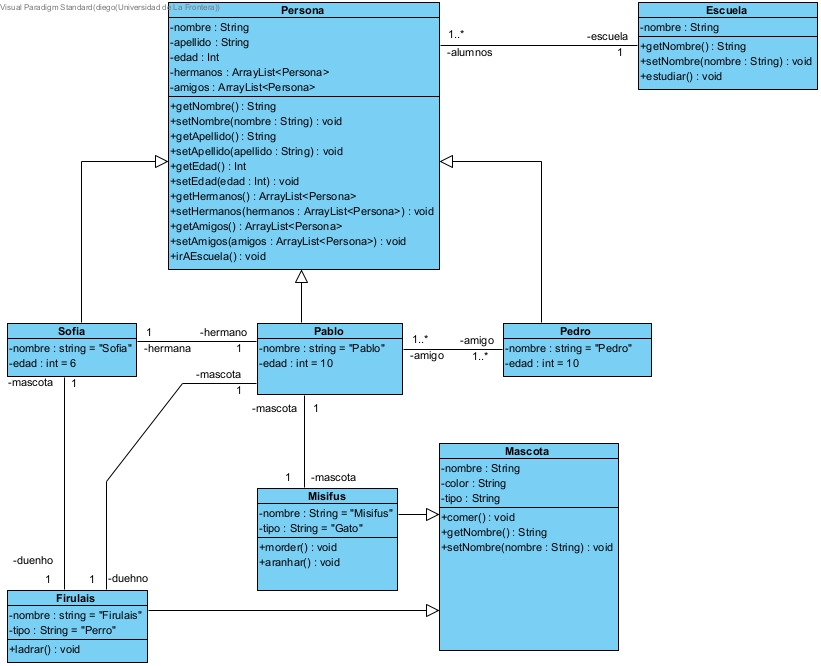 Visual Paradigm Standard(diego(Universidad de La Frontera))
Persona
-nombre : String
-apellido : String
-edad : Int
-hermanos : ArrayList<Persona>
-amigos : ArrayList<Persona>
+getNombre() : String
+setNombre(nombre : String) : void
+getApellido() : String
+setApellido(apellido : String) : void
+getEdad() : Int
+setEdad(edad : Int) : void
+getHermanos() : ArrayList<Persona>
+setHermanos(hermanos : ArrayList<Persona>) : void
+getAmigos() : ArrayList<Persona>
+setAmigos(amigos : ArrayList<Persona>) : void
+irAEscuela() : void
1..*
-alumnos
-escuela
1
Escuela
-nombre : String
+getNombre() : String
+setNombre(nombre : String) : void
+estudiar() : void
Sofia
-nombre : string = "Sofia"
-edad : int = 6
1
-hermana
-hermano
1
Pablo
-nombre : string = "Pablo"
-edad : int = 10
1..*
-amigo
-amigo
1..*
Pedro
-nombre : string = "Pedro"
-edad : int = 10
-mascota
1
-mascota
1
-mascota
1
1
-mascota
Misifus
-nombre : String = "Misifus"
-tipo : String = "Gato"
+morder() : void
+aranhar() : void
Mascota
-nombre : String
-color : String
-tipo : String
+comer() : void
+getNombre() : String
+setNombre(nombre : String) : void
-duenho
1
1
-duehno
Firulais
-nombre : string = "Firulais"
-tipo : String = "Perro"
+ladrar() : void